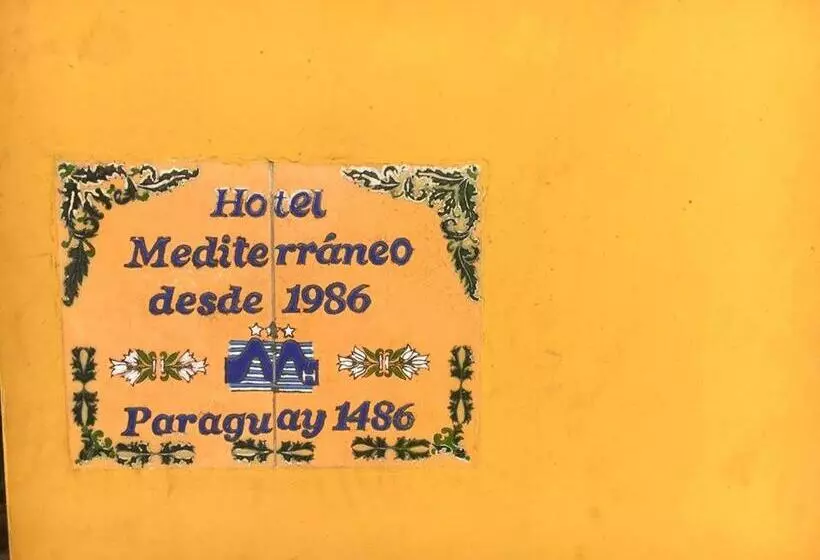 Hotel
Mediterráneo
desde 1986
H
Paraguay 1486